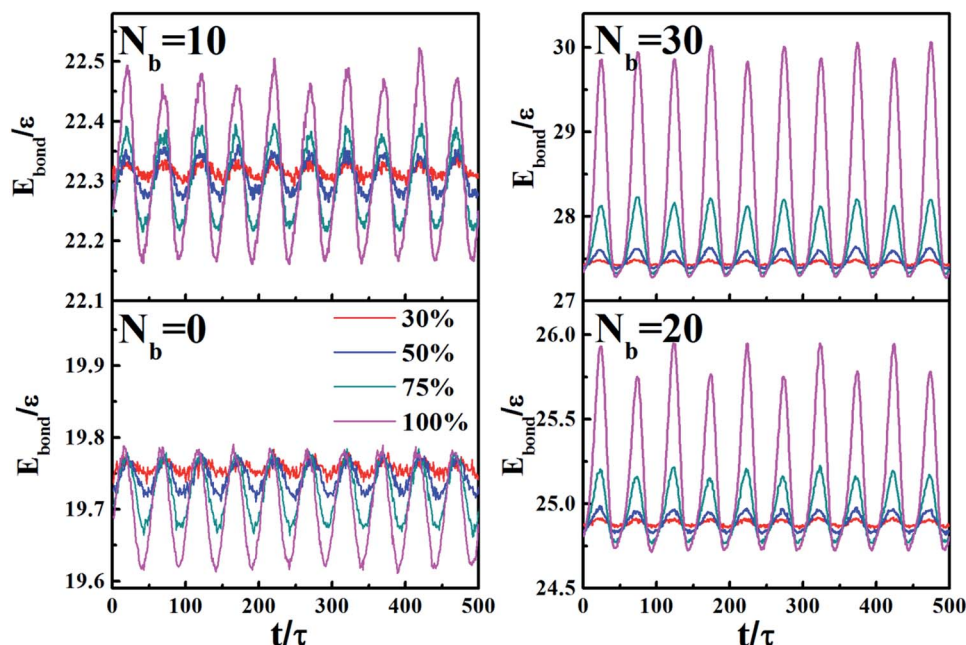 N_b=10
E_bond/ε
22.5
22.4
22.3
22.2
22.1
N_b=30
E_bond/ε
30
29
28
27
N_b=0
30%
50%
75%
100%
E_bond/ε
19.9
19.8
19.7
19.6
0 100 200 300 400 500
t/τ
N_b=20
E_bond/ε
26.0
25.5
25.0
24.5
0 100 200 300 400 500
t/τ